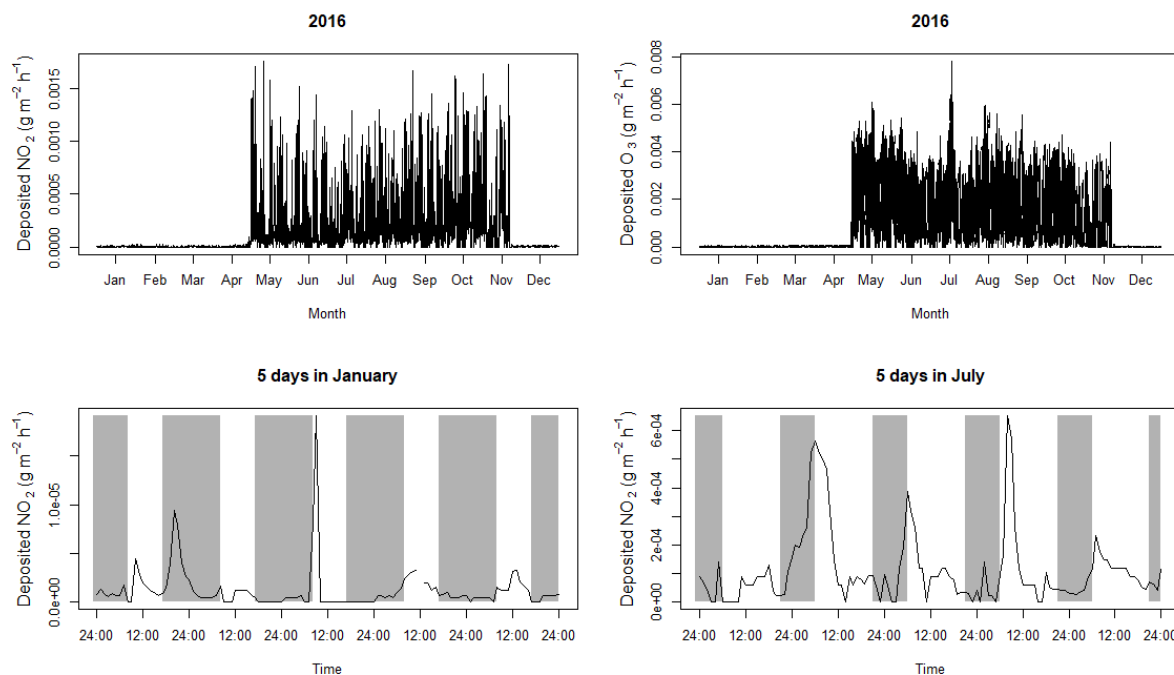 2016
Deposited NO₂ (g m⁻² h⁻¹)
0.0015
0.0010
0.0005
0.0000
Jan Feb Mar Apr May Jun Jul Aug Sep Oct Nov Dec
Month
2016
Deposited O₃ (g m⁻² h⁻¹)
0.008
0.006
0.004
0.002
0.000
Jan Feb Mar Apr May Jun Jul Aug Sep Oct Nov Dec
Month
5 days in January
Deposited NO₂ (g m⁻² h⁻¹)
1.0e-05
0.0e+00
24:00 12:00 24:00 12:00 24:00 12:00 24:00 12:00 24:00 12:00 24:00
Time
5 days in July
Deposited NO₂ (g m⁻² h⁻¹)
6e-04
4e-04
2e-04
0e+00
24:00 12:00 24:00 12:00 24:00 12:00 24:00 12:00 24:00 12:00 24:00
Time